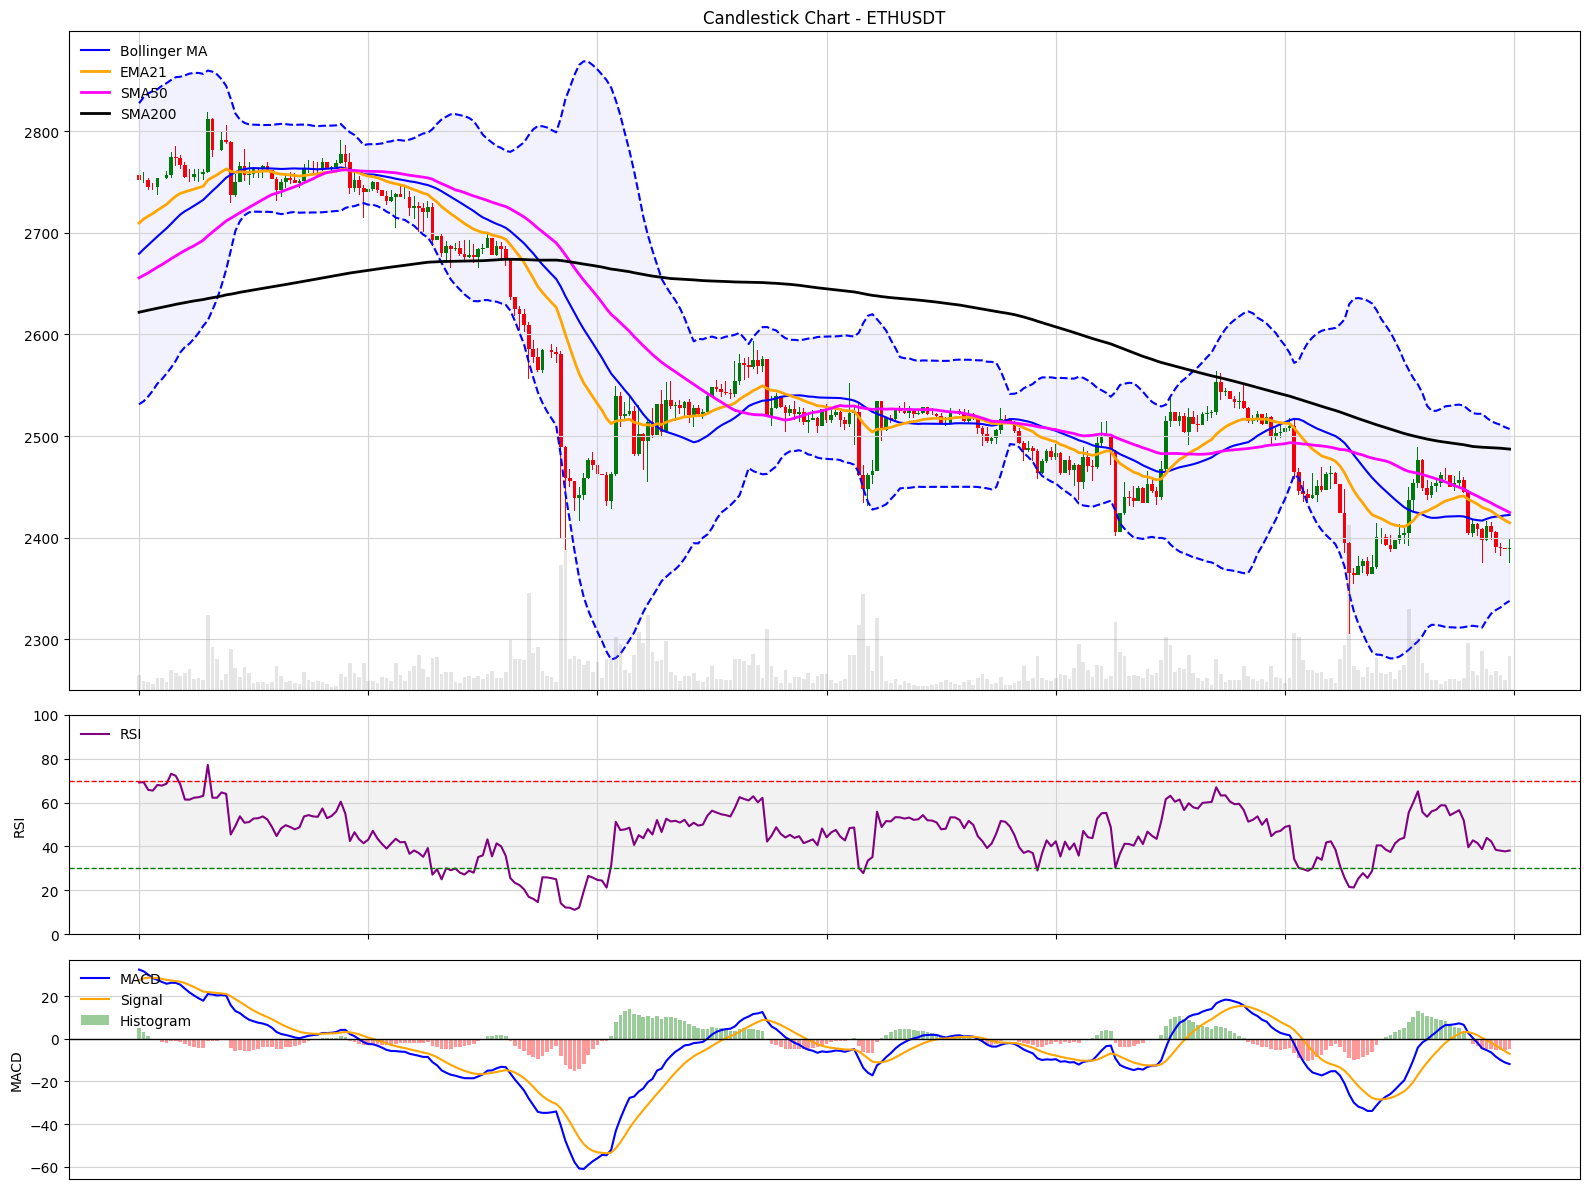 Candlestick Chart - ETHUSDT
Bollinger MA
EMA21
SMA50
SMA200
2800
2700
2600
2500
2400
2300
RSI
100
80
60
40
20
0
RSI
MACD
Signal
Histogram
20
0
−20
−40
−60
MACD